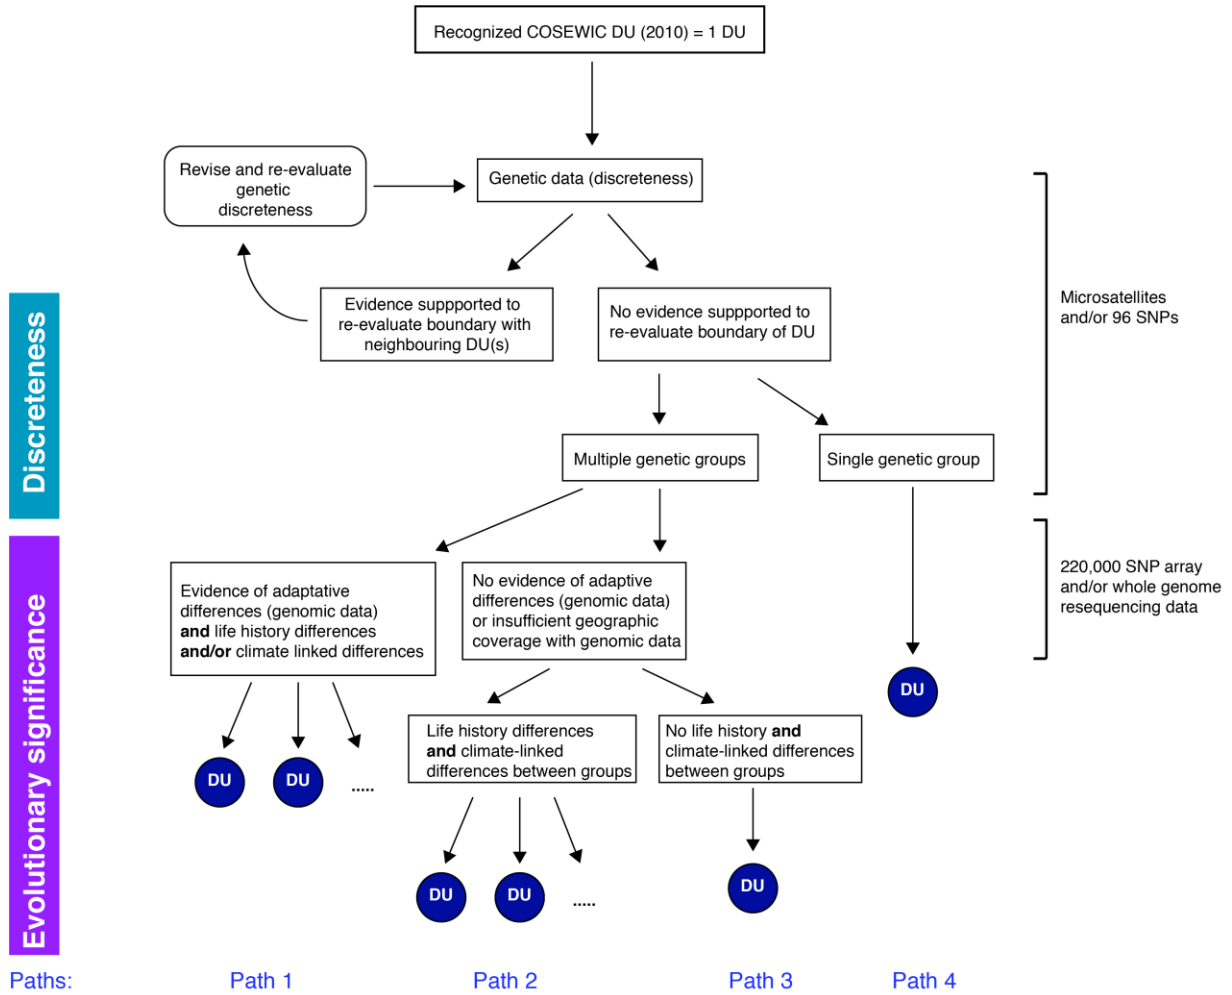 Recognized COSEWIC DU (2010) = 1 DU
Revise and re-evaluate
genetic
discreteness
Genetic data (discreteness)
Evidence suppported to
re-evaluate boundary with
neighbouring DU(s)
No evidence suppported to
re-evaluate boundary of DU
Microsatellites
and/or 96 SNPs
Discreteness
Multiple genetic groups
Single genetic group
Evidence of adaptative
differences (genomic data)
and life history differences
and/or climate linked differences
No evidence of adaptive
differences (genomic data)
or insufficient geographic
coverage with genomic data
220,000 SNP array
and/or whole genome
resequencing data
Evolutionary significance
DU
Life history differences
and climate-linked
differences between groups
No life history and
climate-linked differences
between groups
DU
DU
.....
DU
DU
.....
DU
Paths:
Path 1
Path 2
Path 3
Path 4